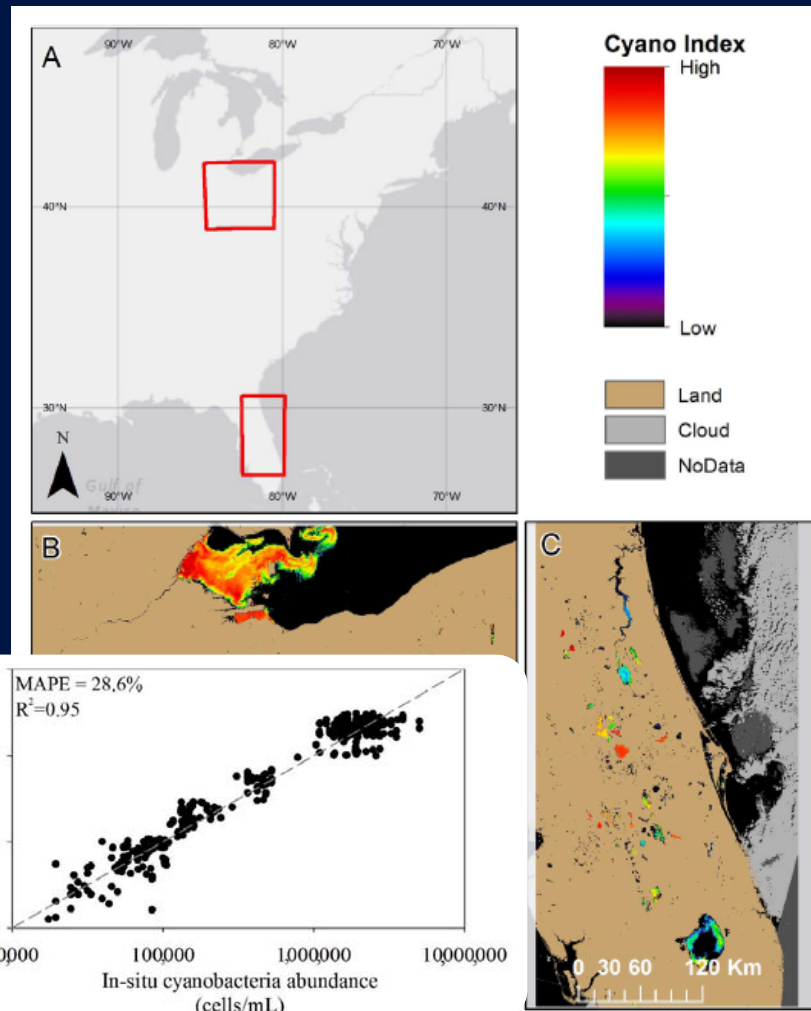 A
90°W
80°W
70°W
40°N
40°N
30°N
30°N
N
Gulf of
90°W
80°W
70°W
Cyano Index
High
Low
Land
Cloud
NoData
B
C
MAPE = 28.6%
R²=0.95
100,000
1,000,000
10,000,000
In-situ cyanobacteria abundance
(cells/mL)
0 30 60 120 Km